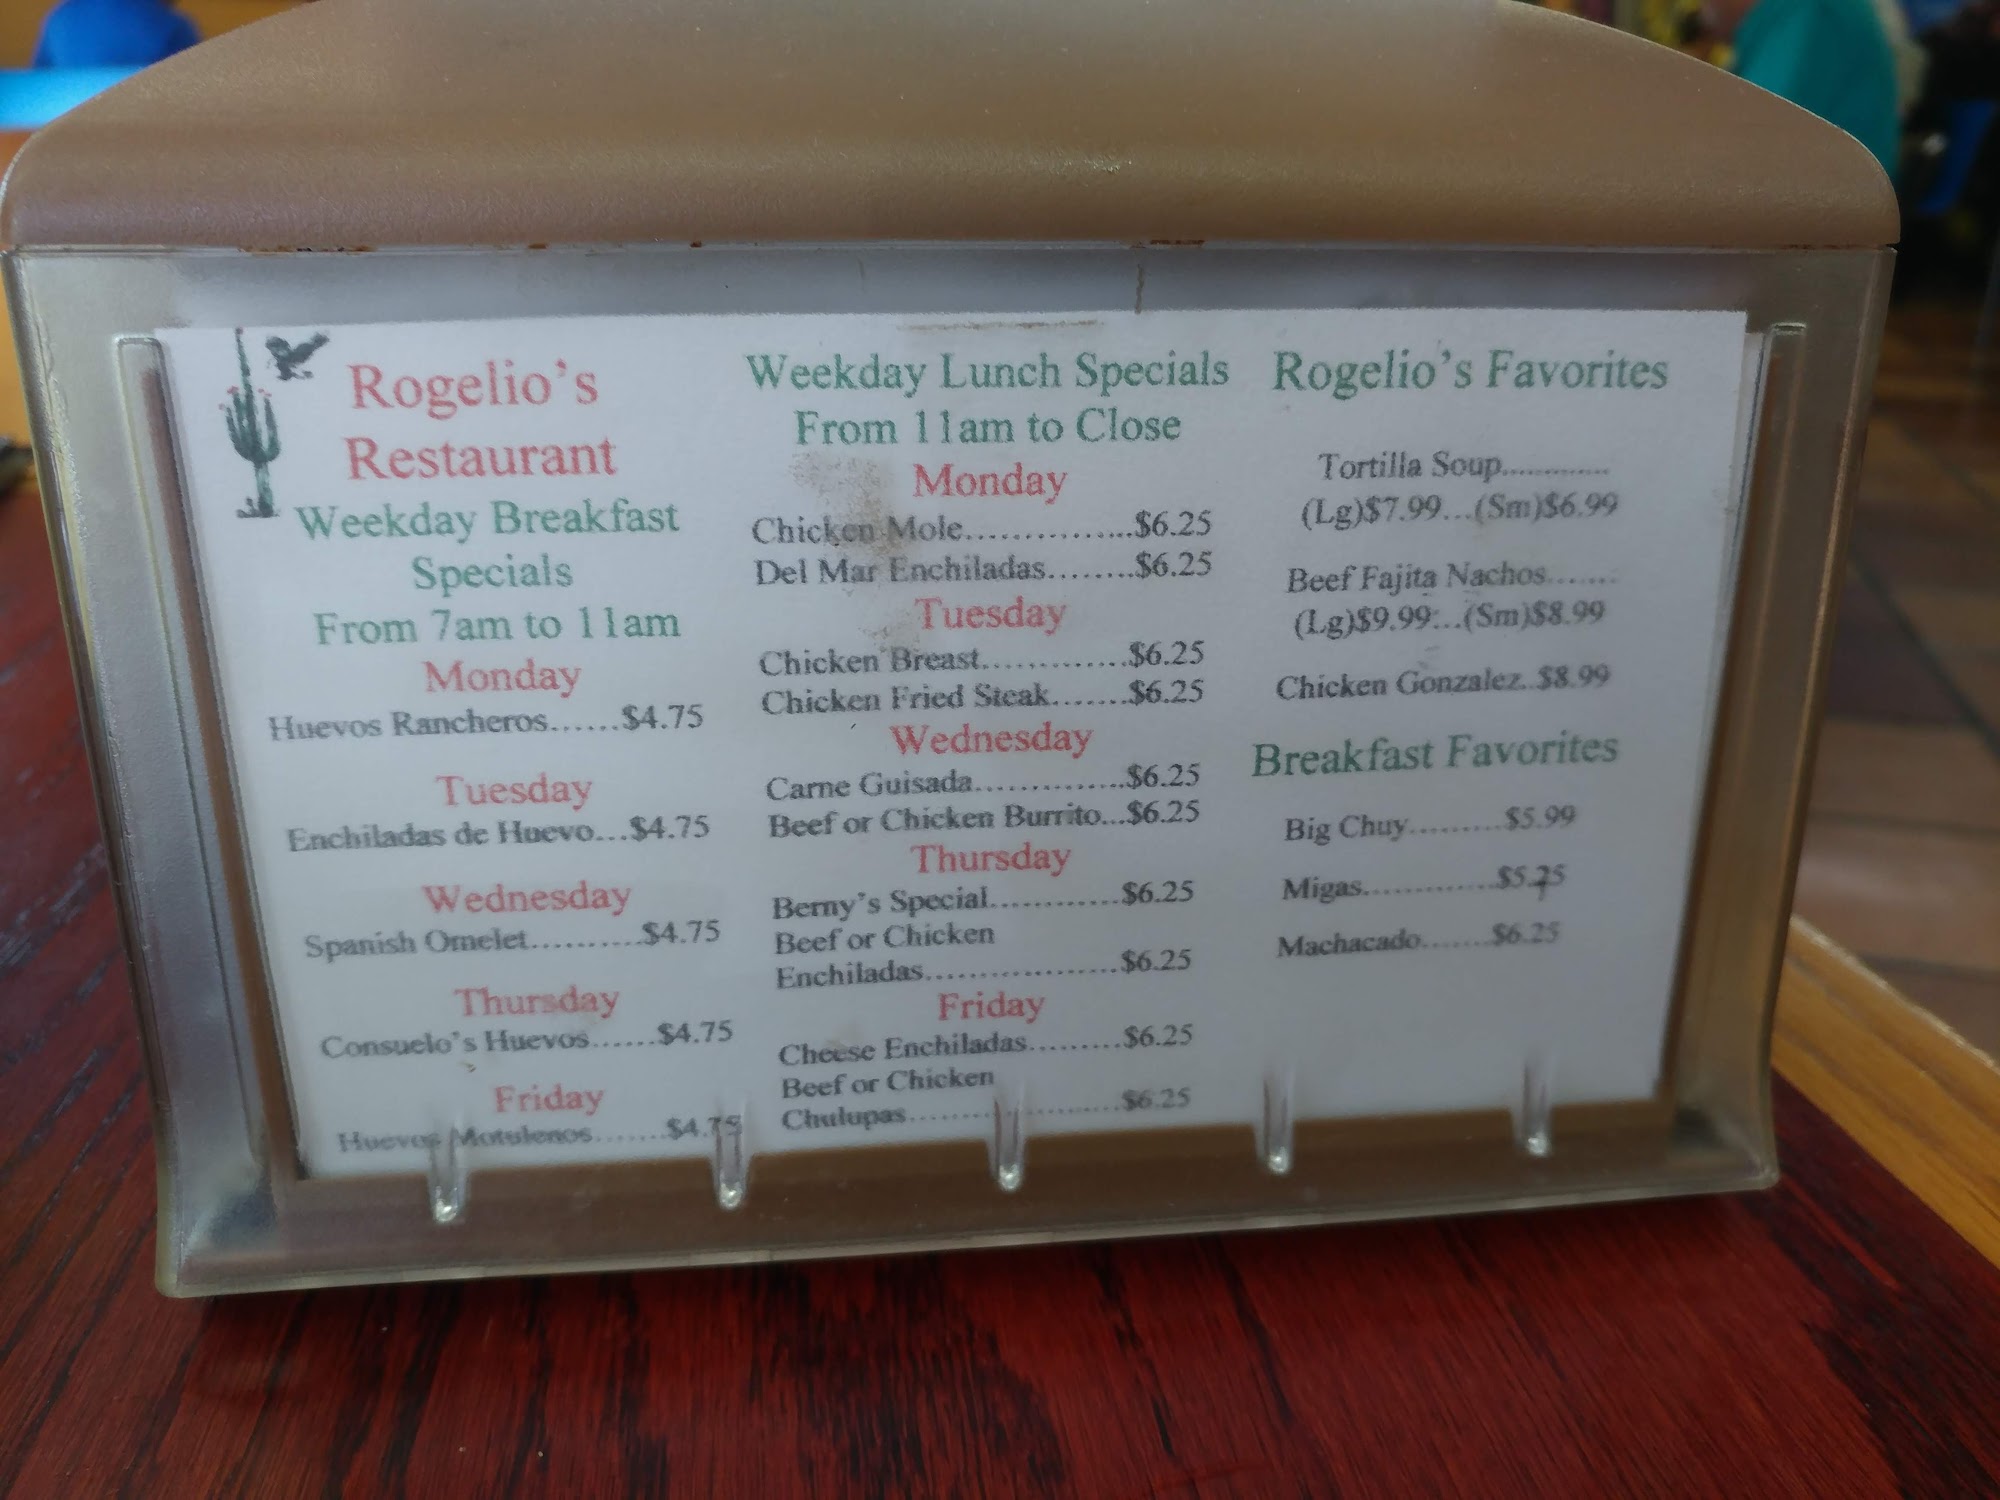 Rogelio's
Restaurant
Weekday Breakfast
Specials
From 7am to 11am
Monday
Huevos Rancheros......$4.75
Tuesday
Enchiladas de Huevo...$4.75
Wednesday
Spanish Omelet..........$4.75
Thursday
Consuelo's Huevos......$4.75
Friday
Huevos Motulenos.......$4.75
Weekday Lunch Specials
From 11am to Close
Monday
Chicken Mole................$6.25
Del Mar Enchiladas........$6.25
Tuesday
Chicken Breast.............$6.25
Chicken Fried Steak.......$6.25
Wednesday
Carne Guisada..............$6.25
Beef or Chicken Burrito...$6.25
Thursday
Berny's Special............$6.25
Beef or Chicken
Enchiladas..................$6.25
Friday
Cheese Enchiladas.........$6.25
Beef or Chicken
Chulupas....................$6.25
Rogelio's Favorites
Tortilla Soup.............
(Lg)$7.99...(Sm)$6.99
Beef Fajita Nachos.......
(Lg)$9.99...(Sm)$8.99
Chicken Gonzalez..$8.99
Breakfast Favorites
Big Chuy.........$5.99
Migas.............
Machacado.......$6.25